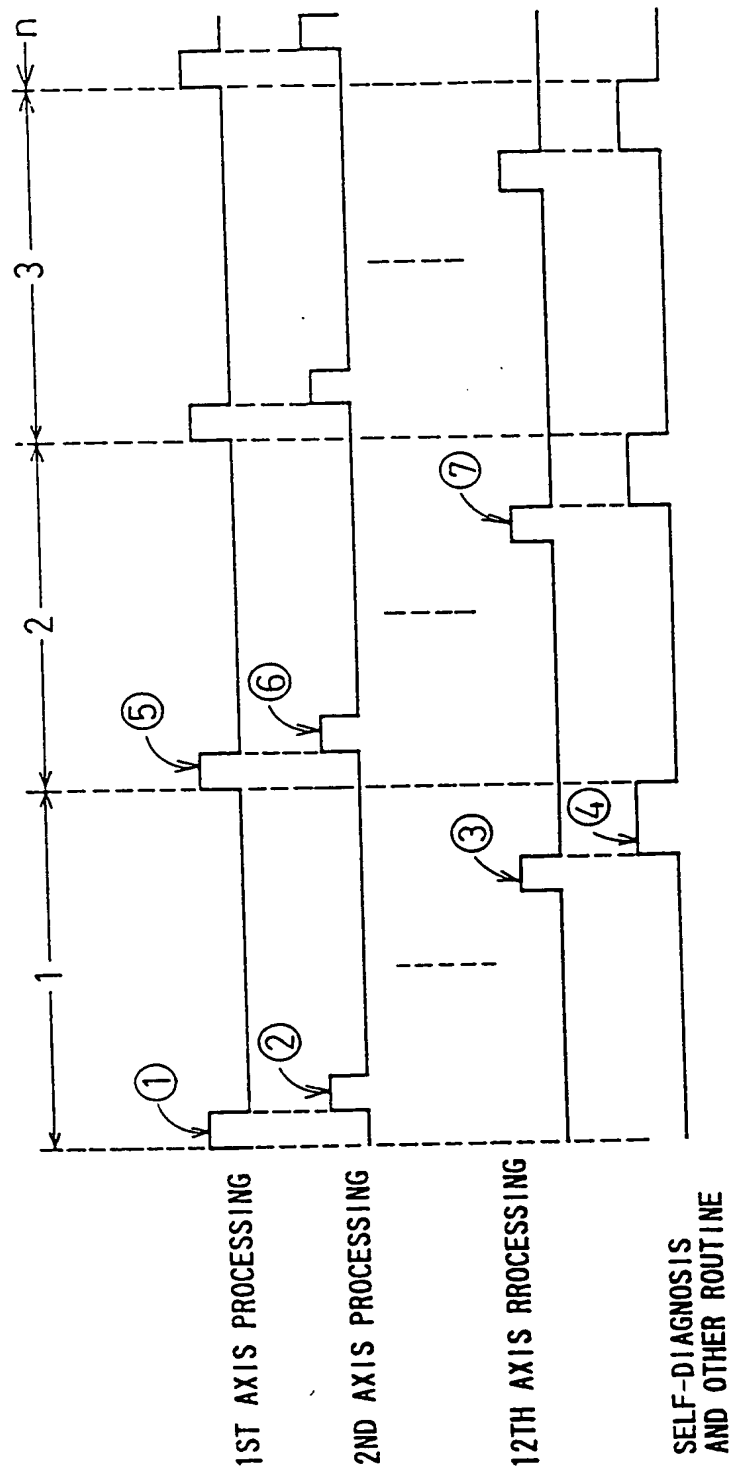 1
2
3
n
①
⑤
1ST AXIS PROCESSING
②
⑥
2ND AXIS PROCESSING
③
⑦
12TH AXIS RROCESSING
④
SELF-DIAGNOSIS
AND OTHER ROUTINE